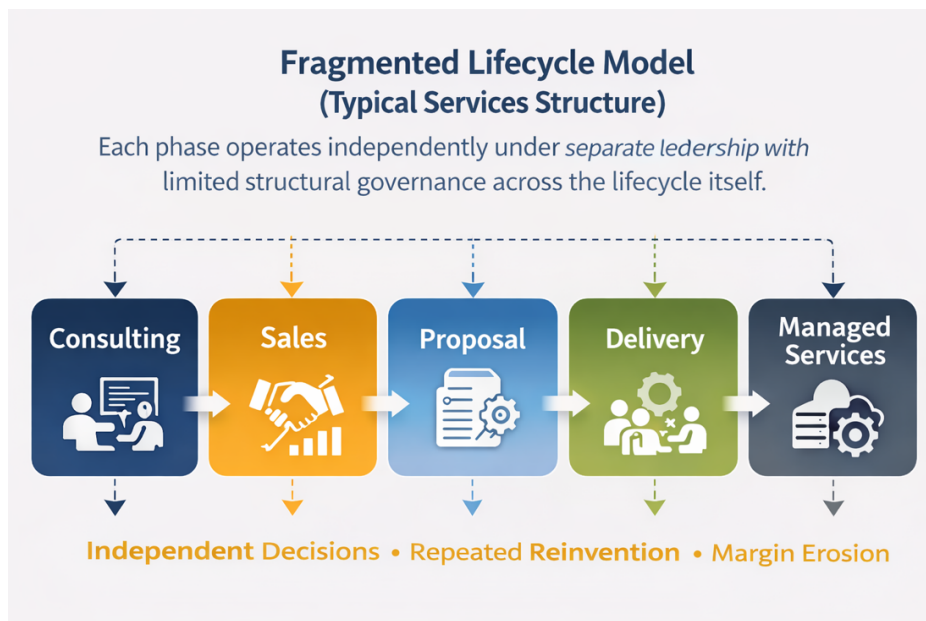 Fragmented Lifecycle Model
(Typical Services Structure)
Each phase operates independently under separate ledership with
limited structural governance across the lifecycle itself.
Consulting
Sales
Proposal
Delivery
Managed
Services
Independent Decisions • Repeated Reinvention • Margin Erosion